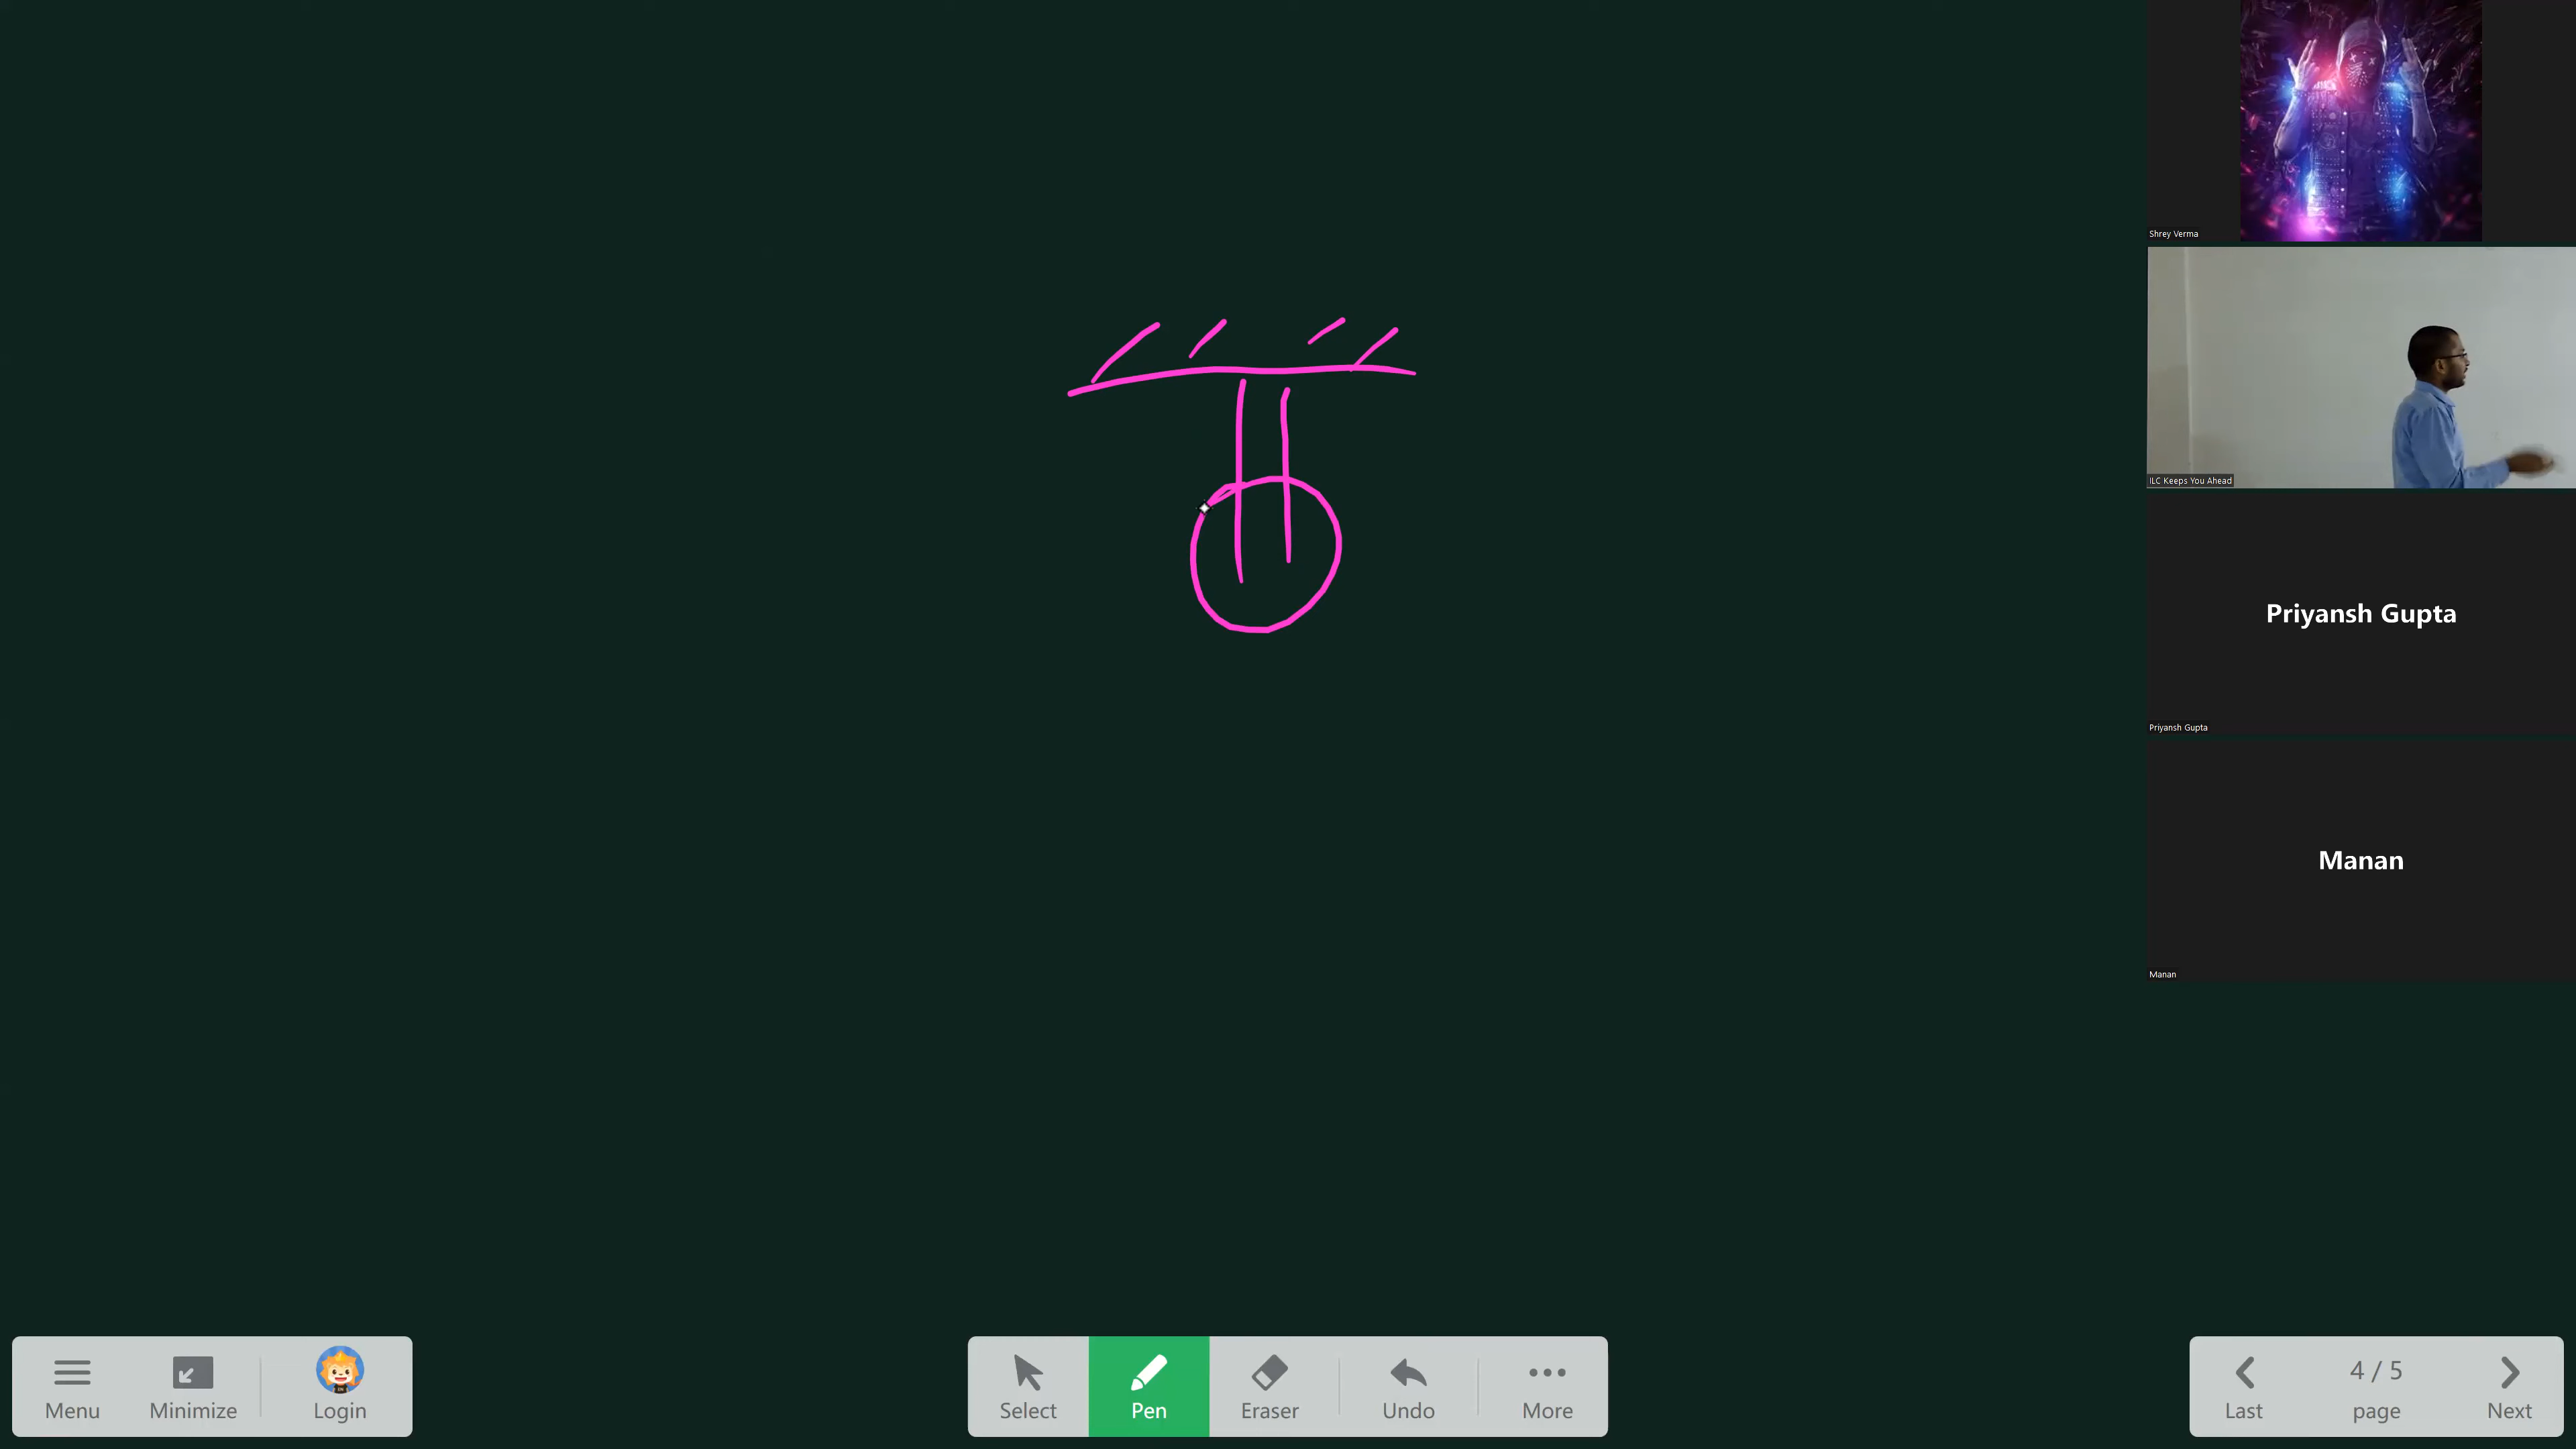 Shrey Verma
ILC Keeps You Ahead
Priyansh Gupta
Priyansh Gupta
Manan
Manan
Menu
Minimize
Login
Select
Pen
Eraser
Undo
More
Last
4 / 5
page
Next